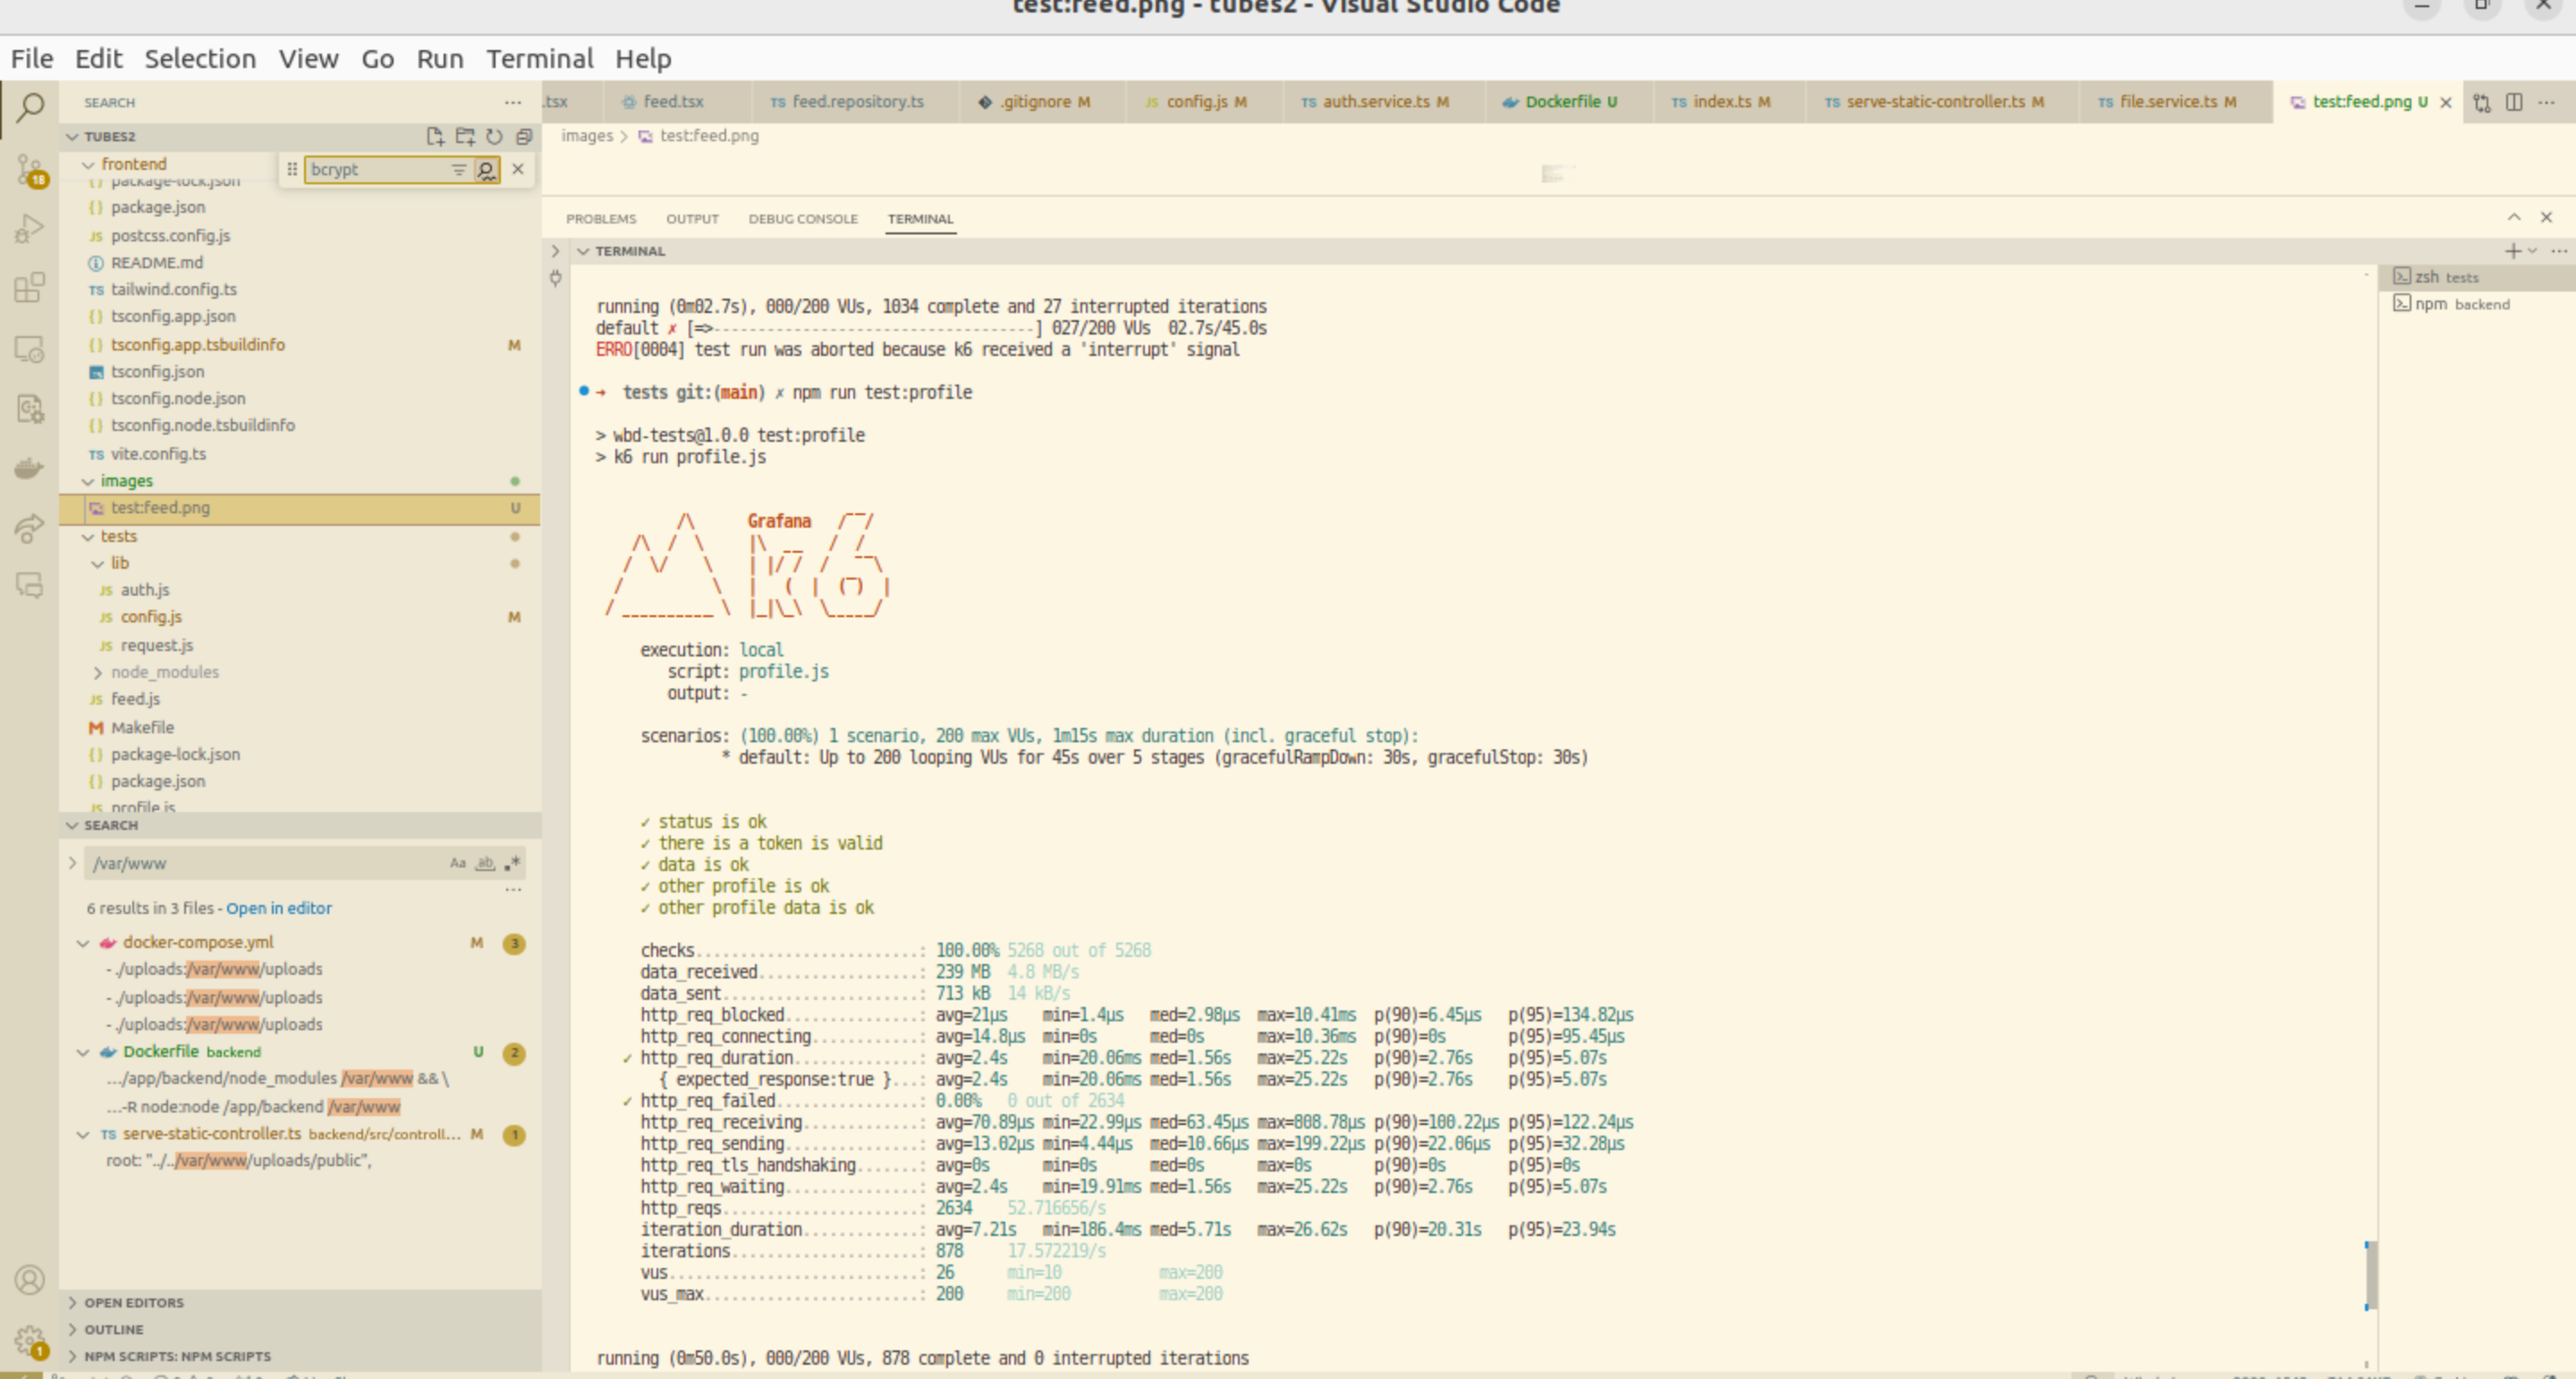 test:feed.png - tubes2 - Visual Studio Code
File Edit Selection View Go Run Terminal Help
SEARCH
TUBES2
frontend
bcrypt
package-lock.json
package.json
postcss.config.js
README.md
tailwind.config.ts
tsconfig.app.json
tsconfig.app.tsbuildinfo M
tsconfig.json
tsconfig.node.json
tsconfig.node.tsbuildinfo
vite.config.ts
images
test:feed.png U
tests
lib
auth.js
config.js M
request.js
node_modules
feed.js
Makefile
package-lock.json
package.json
profile.js
SEARCH
/var/www
6 results in 3 files - Open in editor
docker-compose.yml M 3
- ./uploads:/var/www/uploads
- ./uploads:/var/www/uploads
- ./uploads:/var/www/uploads
Dockerfile backend U 2
.../app/backend/node_modules /var/www && \
...-R node:node /app/backend /var/www
serve-static-controller.ts backend/src/controll... M 1
root: "../../var/www/uploads/public",
OPEN EDITORS
OUTLINE
NPM SCRIPTS: NPM SCRIPTS
18
1
.tsx feed.tsx TS feed.repository.ts .gitignore M JS config.js M TS auth.service.ts M Dockerfile U TS index.ts M TS serve-static-controller.ts M TS file.service.ts M test:feed.png U
images > test:feed.png
PROBLEMS OUTPUT DEBUG CONSOLE TERMINAL
TERMINAL
zsh tests
npm backend
running (0m02.7s), 000/200 VUs, 1034 complete and 27 interrupted iterations
default ✗ [=>------------------------------------] 027/200 VUs 02.7s/45.0s
ERRO[0004] test run was aborted because k6 received a 'interrupt' signal
➜ tests git:(main) ✗ npm run test:profile
> wbd-tests@1.0.0 test:profile
> k6 run profile.js
Grafana
k6
execution: local
script: profile.js
output: -
scenarios: (100.00%) 1 scenario, 200 max VUs, 1m15s max duration (incl. graceful stop):
* default: Up to 200 looping VUs for 45s over 5 stages (gracefulRampDown: 30s, gracefulStop: 30s)
✓ status is ok
✓ there is a token is valid
✓ data is ok
✓ other profile is ok
✓ other profile data is ok
checks.........................: 100.00% 5268 out of 5268
data_received..................: 239 MB 4.8 MB/s
data_sent......................: 713 kB 14 kB/s
http_req_blocked...............: avg=21µs min=1.4µs med=2.98µs max=10.41ms p(90)=6.45µs p(95)=134.82µs
http_req_connecting............: avg=14.8µs min=0s med=0s max=10.36ms p(90)=0s p(95)=95.45µs
✓ http_req_duration..............: avg=2.4s min=20.06ms med=1.56s max=25.22s p(90)=2.76s p(95)=5.07s
{ expected_response:true }...: avg=2.4s min=20.06ms med=1.56s max=25.22s p(90)=2.76s p(95)=5.07s
✓ http_req_failed................: 0.00% 0 out of 2634
http_req_receiving.............: avg=70.89µs min=22.99µs med=63.45µs max=808.78µs p(90)=100.22µs p(95)=122.24µs
http_req_sending...............: avg=13.02µs min=4.44µs med=10.66µs max=199.22µs p(90)=22.06µs p(95)=32.28µs
http_req_tls_handshaking.......: avg=0s min=0s med=0s max=0s p(90)=0s p(95)=0s
http_req_waiting...............: avg=2.4s min=19.91ms med=1.56s max=25.22s p(90)=2.76s p(95)=5.07s
http_reqs......................: 2634 52.716656/s
iteration_duration.............: avg=7.21s min=186.4ms med=5.71s max=26.62s p(90)=20.31s p(95)=23.94s
iterations.....................: 878 17.572219/s
vus............................: 26 min=10 max=200
vus_max........................: 200 min=200 max=200
running (0m50.0s), 000/200 VUs, 878 complete and 0 interrupted iterations